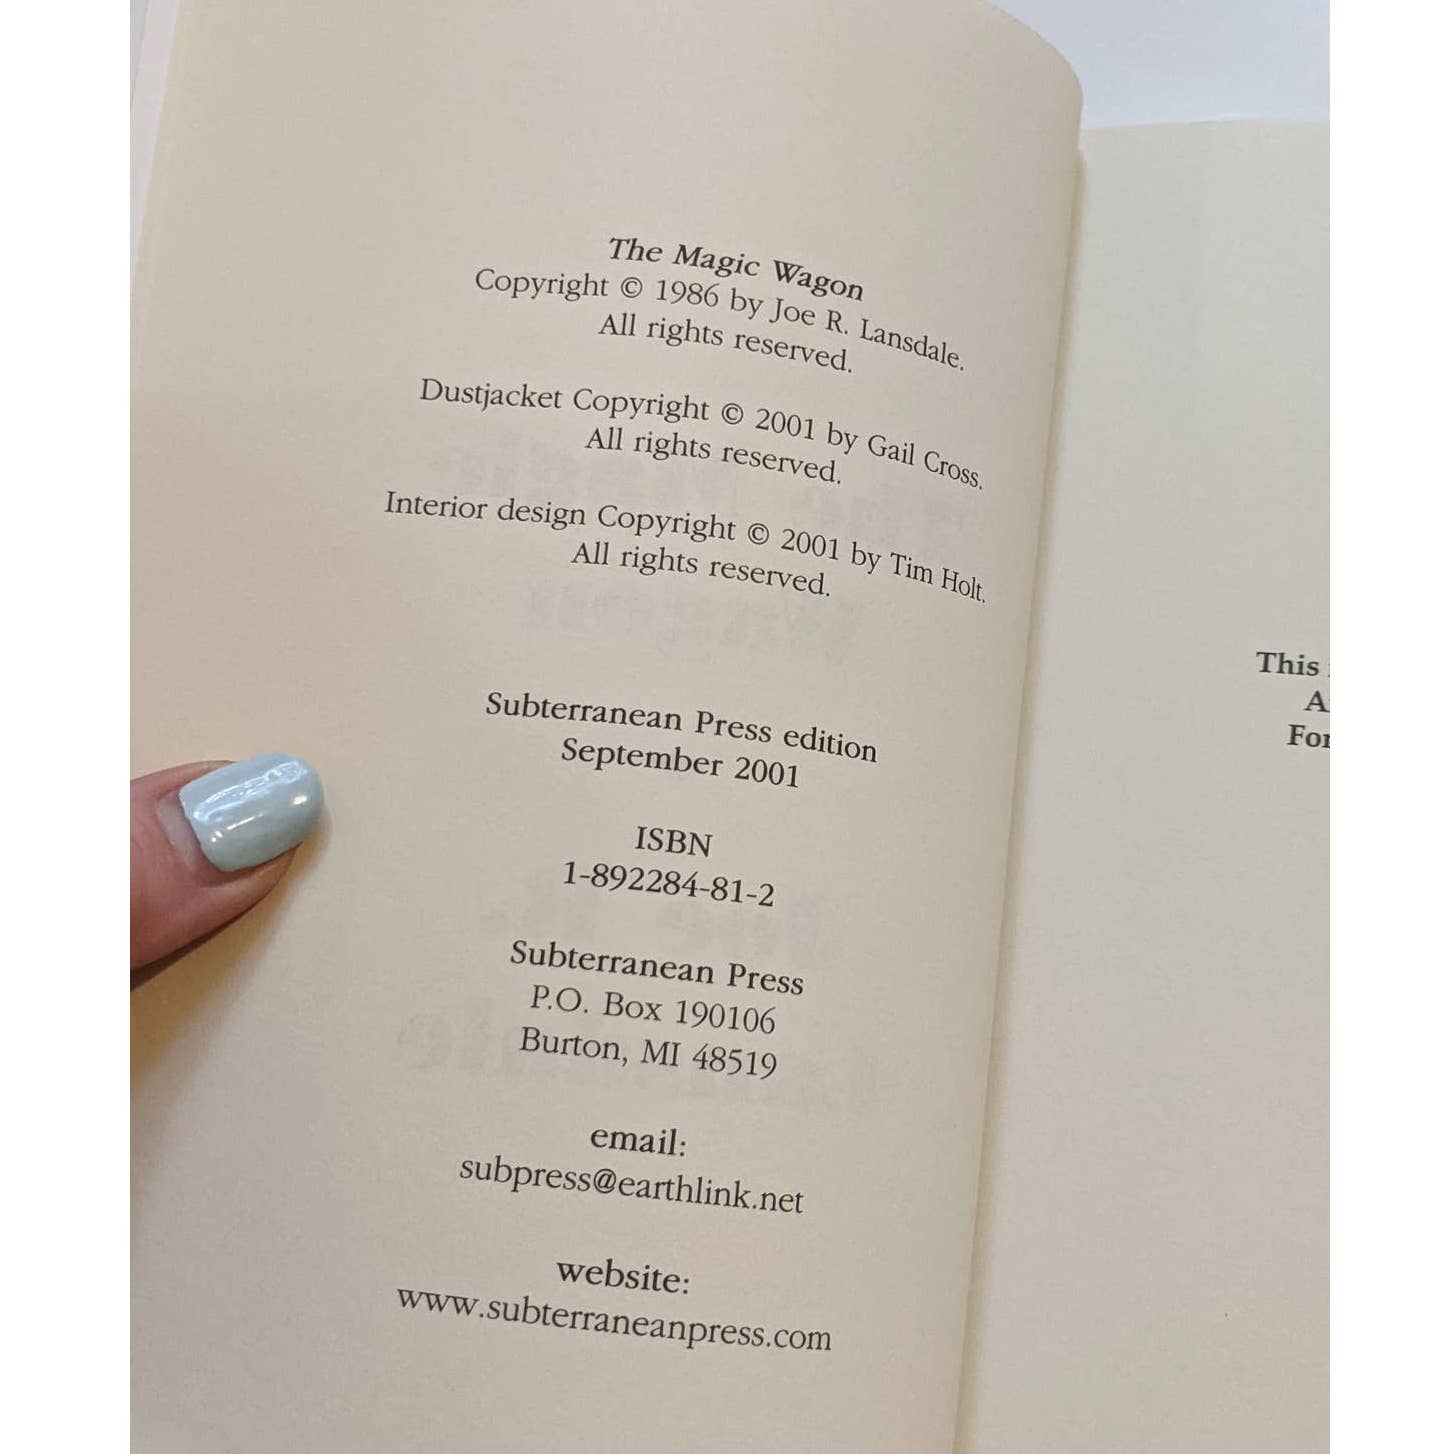 The Magic Wagon
Copyright © 1986 by Joe R. Lansdale.
All rights reserved.
Dustjacket Copyright © 2001 by Gail Cross.
All rights reserved.
Interior design Copyright © 2001 by Tim Holt.
All rights reserved.
Subterranean Press edition
September 2001
ISBN
1-892284-81-2
Subterranean Press
P.O. Box 190106
Burton, MI 48519
email:
subpress@earthlink.net
website:
www.subterraneanpress.com
This